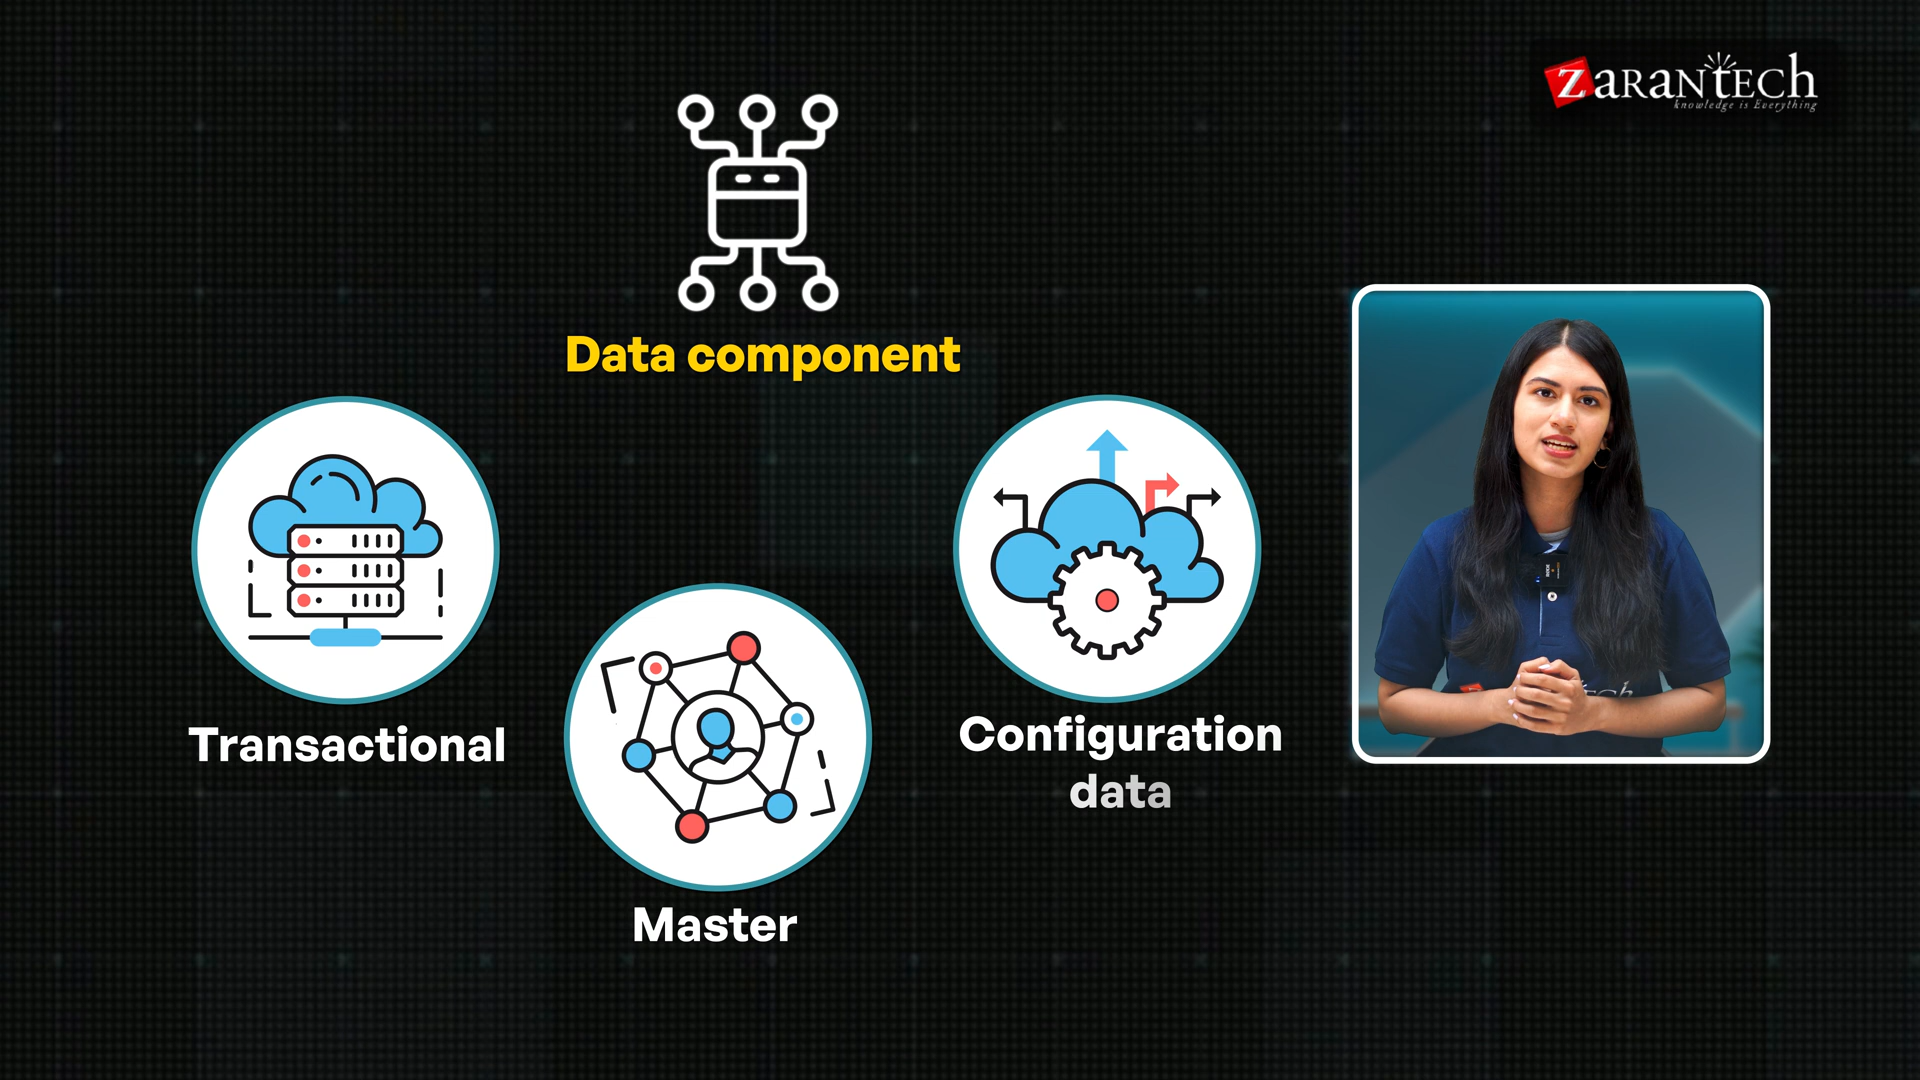 ZARANTECH
knowledge is Everything
Data component
Transactional
Configuration
data
Master